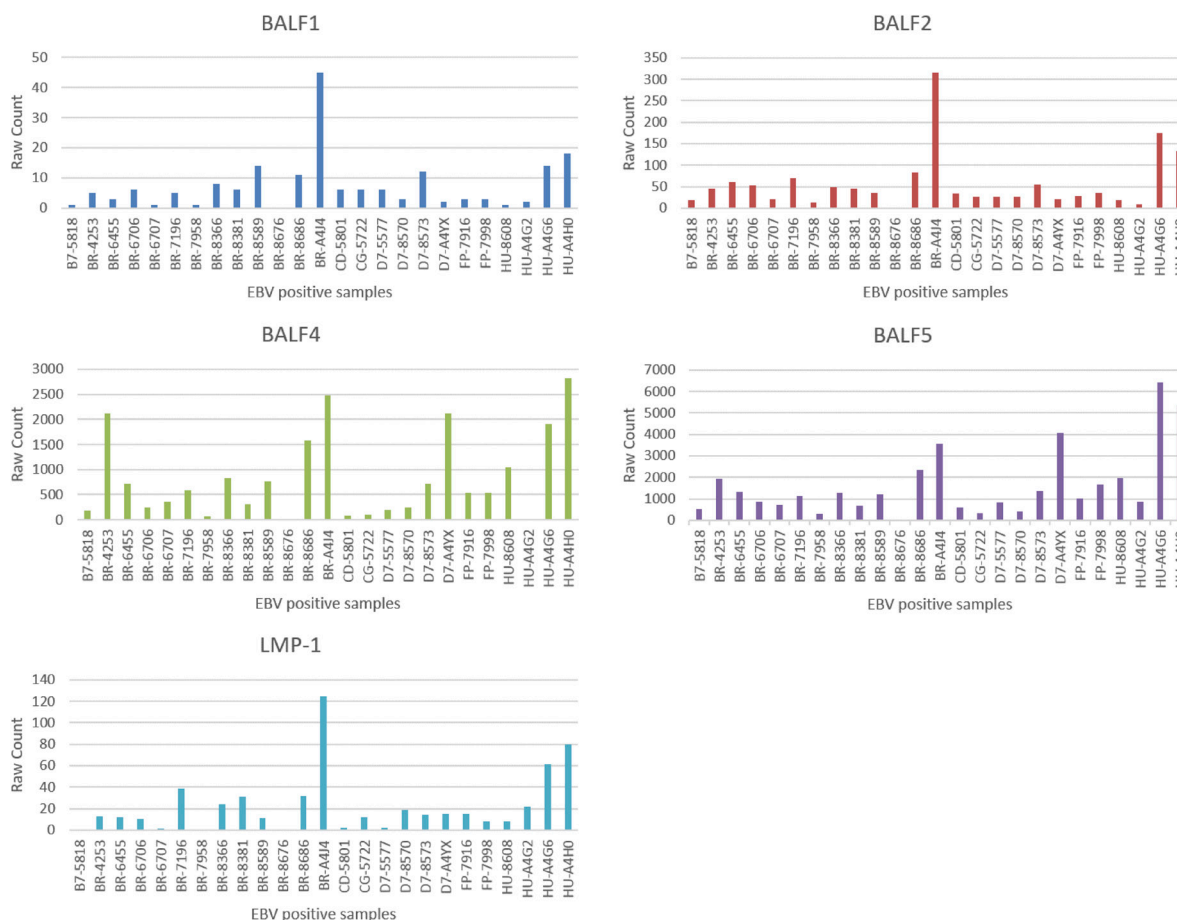 BALF1
50
40
30
20
10
0
Raw Count
B7-5818
BR-4253
BR-6455
BR-6706
BR-6707
BR-7196
BR-7958
BR-8366
BR-8381
BR-8589
BR-8676
BR-8686
BR-A4J4
CD-5801
CG-5722
D7-5577
D7-8570
D7-8573
D7-A4YX
FP-7916
FP-7998
HU-8608
HU-A4G2
HU-A4G6
HU-A4H0
EBV positive samples
BALF2
350
300
250
200
150
100
50
0
Raw Count
B7-5818
BR-4253
BR-6455
BR-6706
BR-6707
BR-7196
BR-7958
BR-8366
BR-8381
BR-8589
BR-8676
BR-8686
BR-A4J4
CD-5801
CG-5722
D7-5577
D7-8570
D7-8573
D7-A4YX
FP-7916
FP-7998
HU-8608
HU-A4G2
HU-A4G6
EBV positive samples
BALF4
3000
2500
2000
1500
1000
500
0
Raw Count
B7-5818
BR-4253
BR-6455
BR-6706
BR-6707
BR-7196
BR-7958
BR-8366
BR-8381
BR-8589
BR-8676
BR-8686
BR-A4J4
CD-5801
CG-5722
D7-5577
D7-8570
D7-8573
D7-A4YX
FP-7916
FP-7998
HU-8608
HU-A4G2
HU-A4G6
HU-A4H0
EBV positive samples
BALF5
7000
6000
5000
4000
3000
2000
1000
0
Raw Count
B7-5818
BR-4253
BR-6455
BR-6706
BR-6707
BR-7196
BR-7958
BR-8366
BR-8381
BR-8589
BR-8676
BR-8686
BR-A4J4
CD-5801
CG-5722
D7-5577
D7-8570
D7-8573
D7-A4YX
FP-7916
FP-7998
HU-8608
HU-A4G2
HU-A4G6
EBV positive samples
LMP-1
140
120
100
80
60
40
20
0
Raw Count
B7-5818
BR-4253
BR-6455
BR-6706
BR-6707
BR-7196
BR-7958
BR-8366
BR-8381
BR-8589
BR-8676
BR-8686
BR-A4J4
CD-5801
CG-5722
D7-5577
D7-8570
D7-8573
D7-A4YX
FP-7916
FP-7998
HU-8608
HU-A4G2
HU-A4G6
HU-A4H0
EBV positive samples